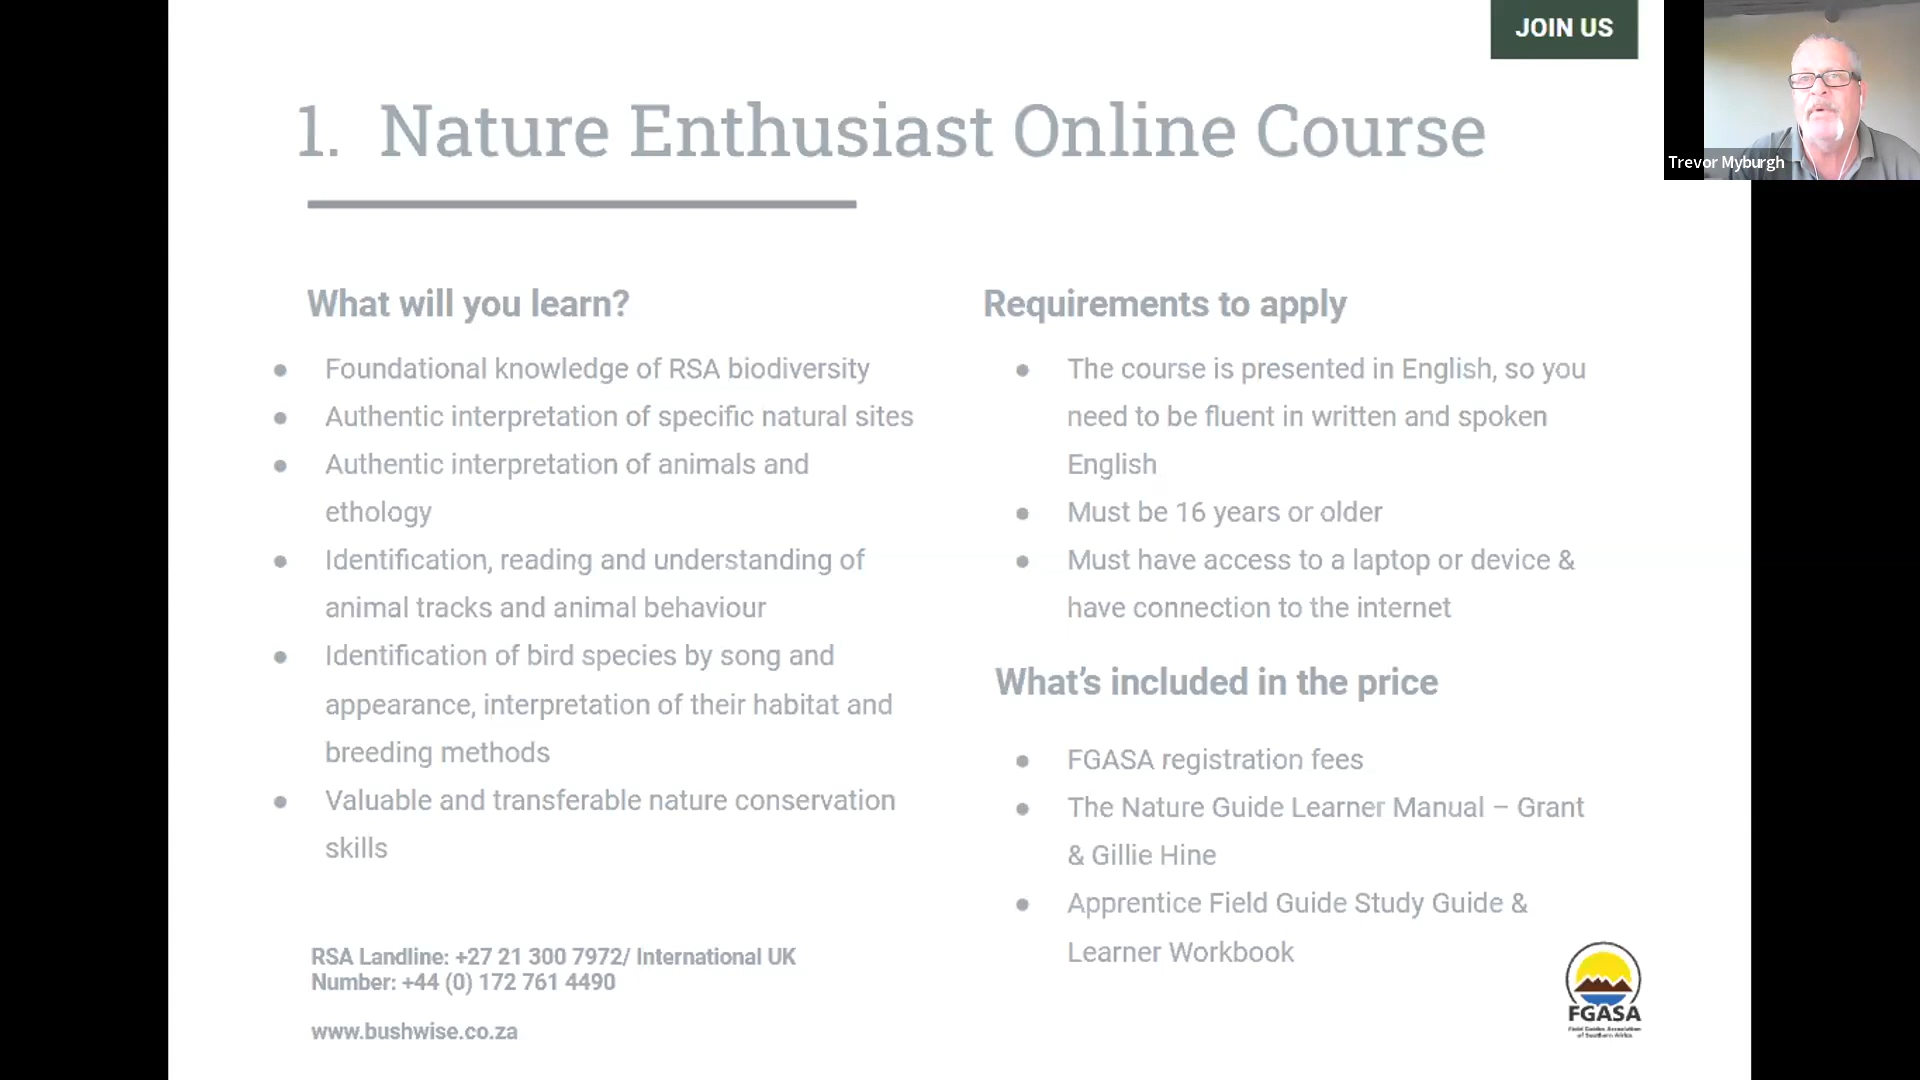 JOIN US
Trevor Myburgh
1. Nature Enthusiast Online Course
What will you learn?
● Foundational knowledge of RSA biodiversity
● Authentic interpretation of specific natural sites
● Authentic interpretation of animals and
ethology
● Identification, reading and understanding of
animal tracks and animal behaviour
● Identification of bird species by song and
appearance, interpretation of their habitat and
breeding methods
● Valuable and transferable nature conservation
skills
RSA Landline: +27 21 300 7972/ International UK
Number: +44 (0) 172 761 4490
www.bushwise.co.za
Requirements to apply
● The course is presented in English, so you
need to be fluent in written and spoken
English
● Must be 16 years or older
● Must have access to a laptop or device &
have connection to the internet
What’s included in the price
● FGASA registration fees
● The Nature Guide Learner Manual – Grant
& Gillie Hine
● Apprentice Field Guide Study Guide &
Learner Workbook
FGASA
Field Guides Association
of Southern Africa